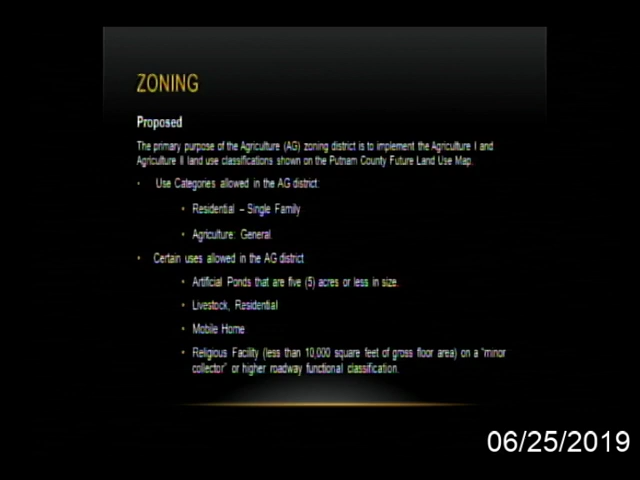 ZONING
Proposed
The primary purpose of the Agriculture (AG) zoning district is to implement the Agriculture I and
Agriculture II land use classifications shown on the Putnam County Future Land Use Map.
• Use Categories allowed in the AG district:
• Residential – Single Family
• Agriculture: General.
• Certain uses allowed in the AG district
• Artificial Ponds that are five (5) acres or less in size.
• Livestock, Residential
• Mobile Home
• Religious Facility (less than 10,000 square feet of gross floor area) on a "minor
collector" or higher roadway functional classification.
06/25/2019